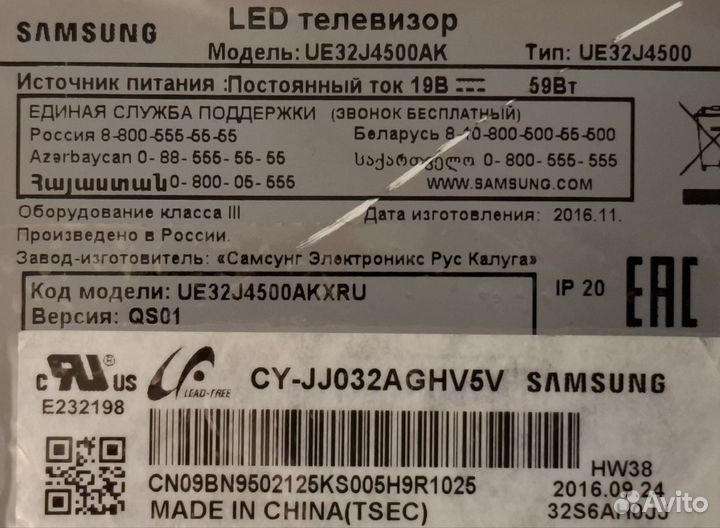 SAMSUNG LED телевизор
Модель: UE32J4500AK Тип: UE32J4500
Источник питания :Постоянный ток 19В 59Вт
ЕДИНАЯ СЛУЖБА ПОДДЕРЖКИ (ЗВОНОК БЕСПЛАТНЫЙ)
Россия 8-800-555-55-55 Беларусь 8-10-800-500-55-500
Azərbaycan 0-88-555-55-55 საქართველო 0-800-555-555
Հայաստան 0-800-05-555 WWW.SAMSUNG.COM
Оборудование класса III Дата изготовления: 2016.11.
Произведено в России.
Завод-изготовитель: «Самсунг Электроникс Рус Калуга»
Код модели: UE32J4500AKXRU IP 20 EAC
Версия: QS01
c RU US LEAD-FREE CY-JJ032AGHV5V SAMSUNG
E232198
HW38
CN09BN9502125KS005H9R1025 2016.09.24
MADE IN CHINA(TSEC)
Avito